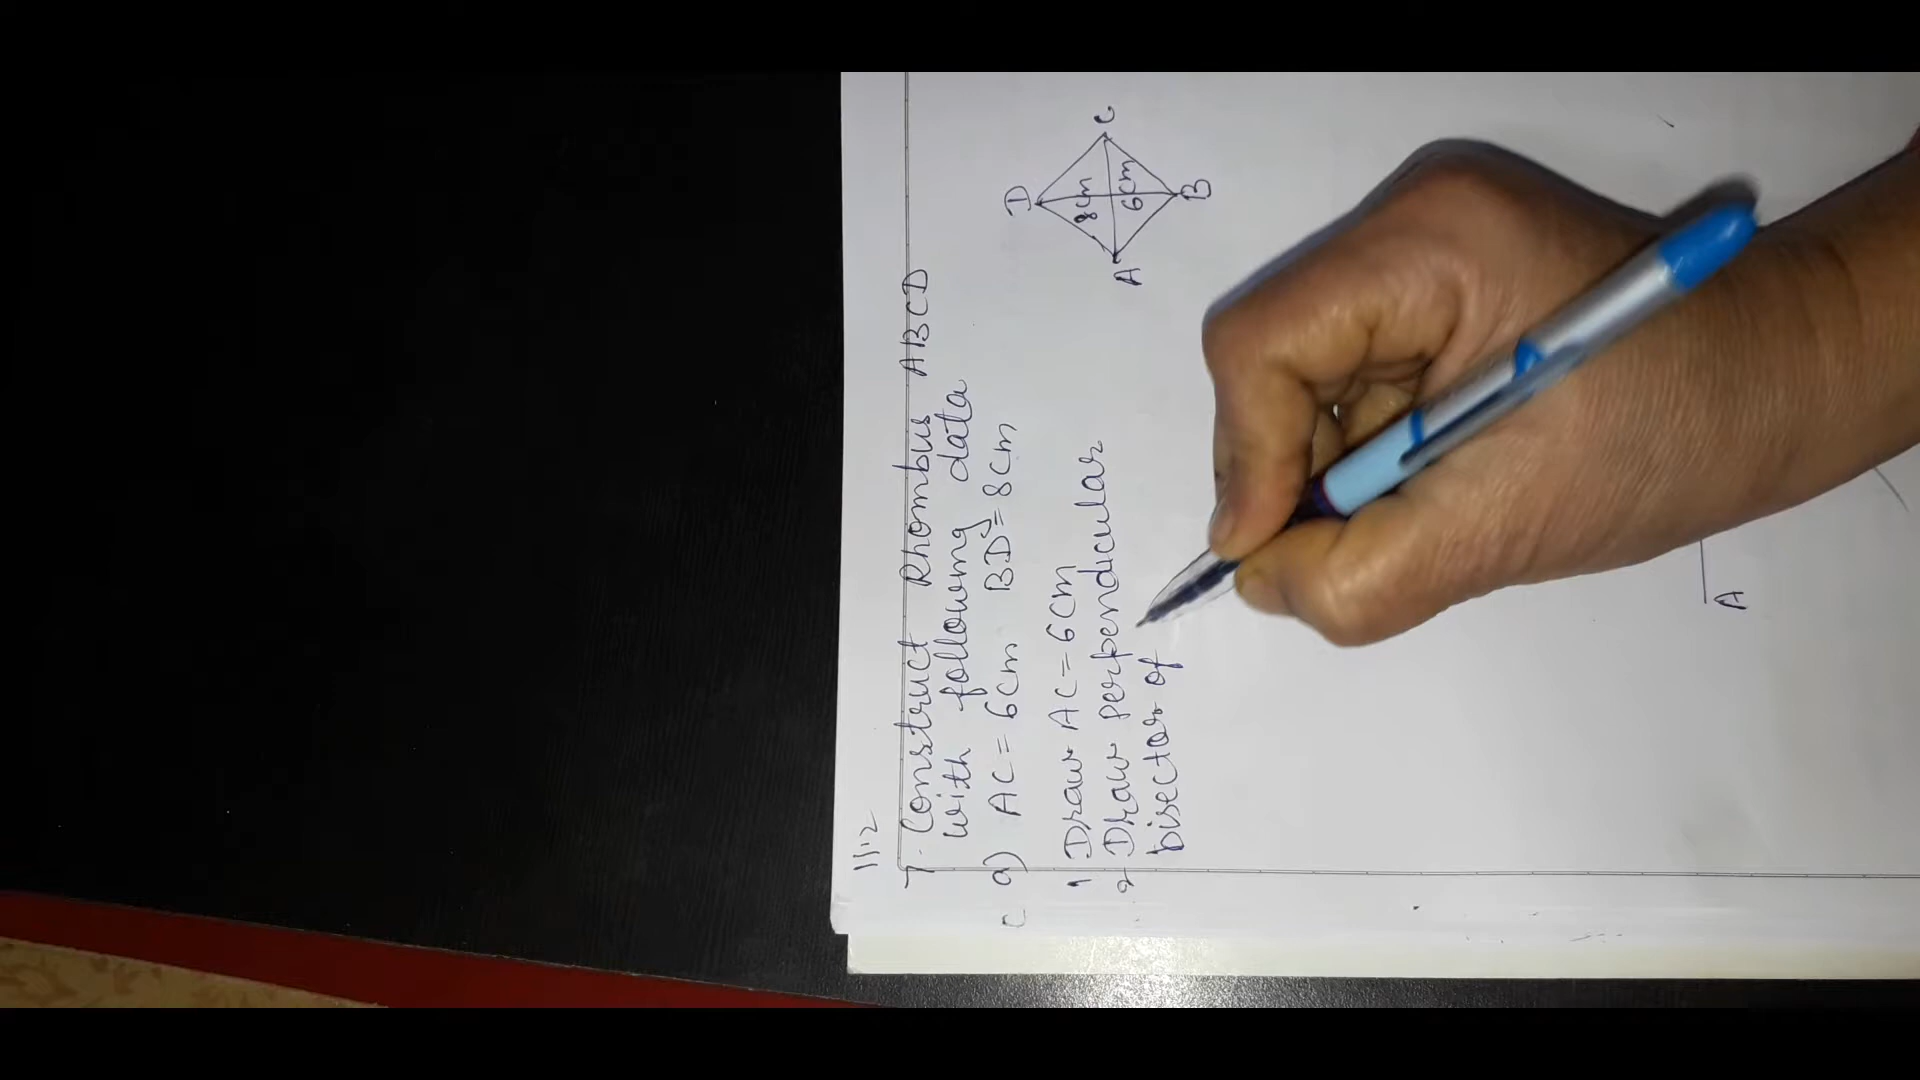 11.2
7. Construct Rhombus ABCD
with following data
c a) AC = 6cm BD = 8cm
1 Draw AC = 6cm
2 Draw perpendicular
bisector of
D
C
8cm
6cm
A
B
A